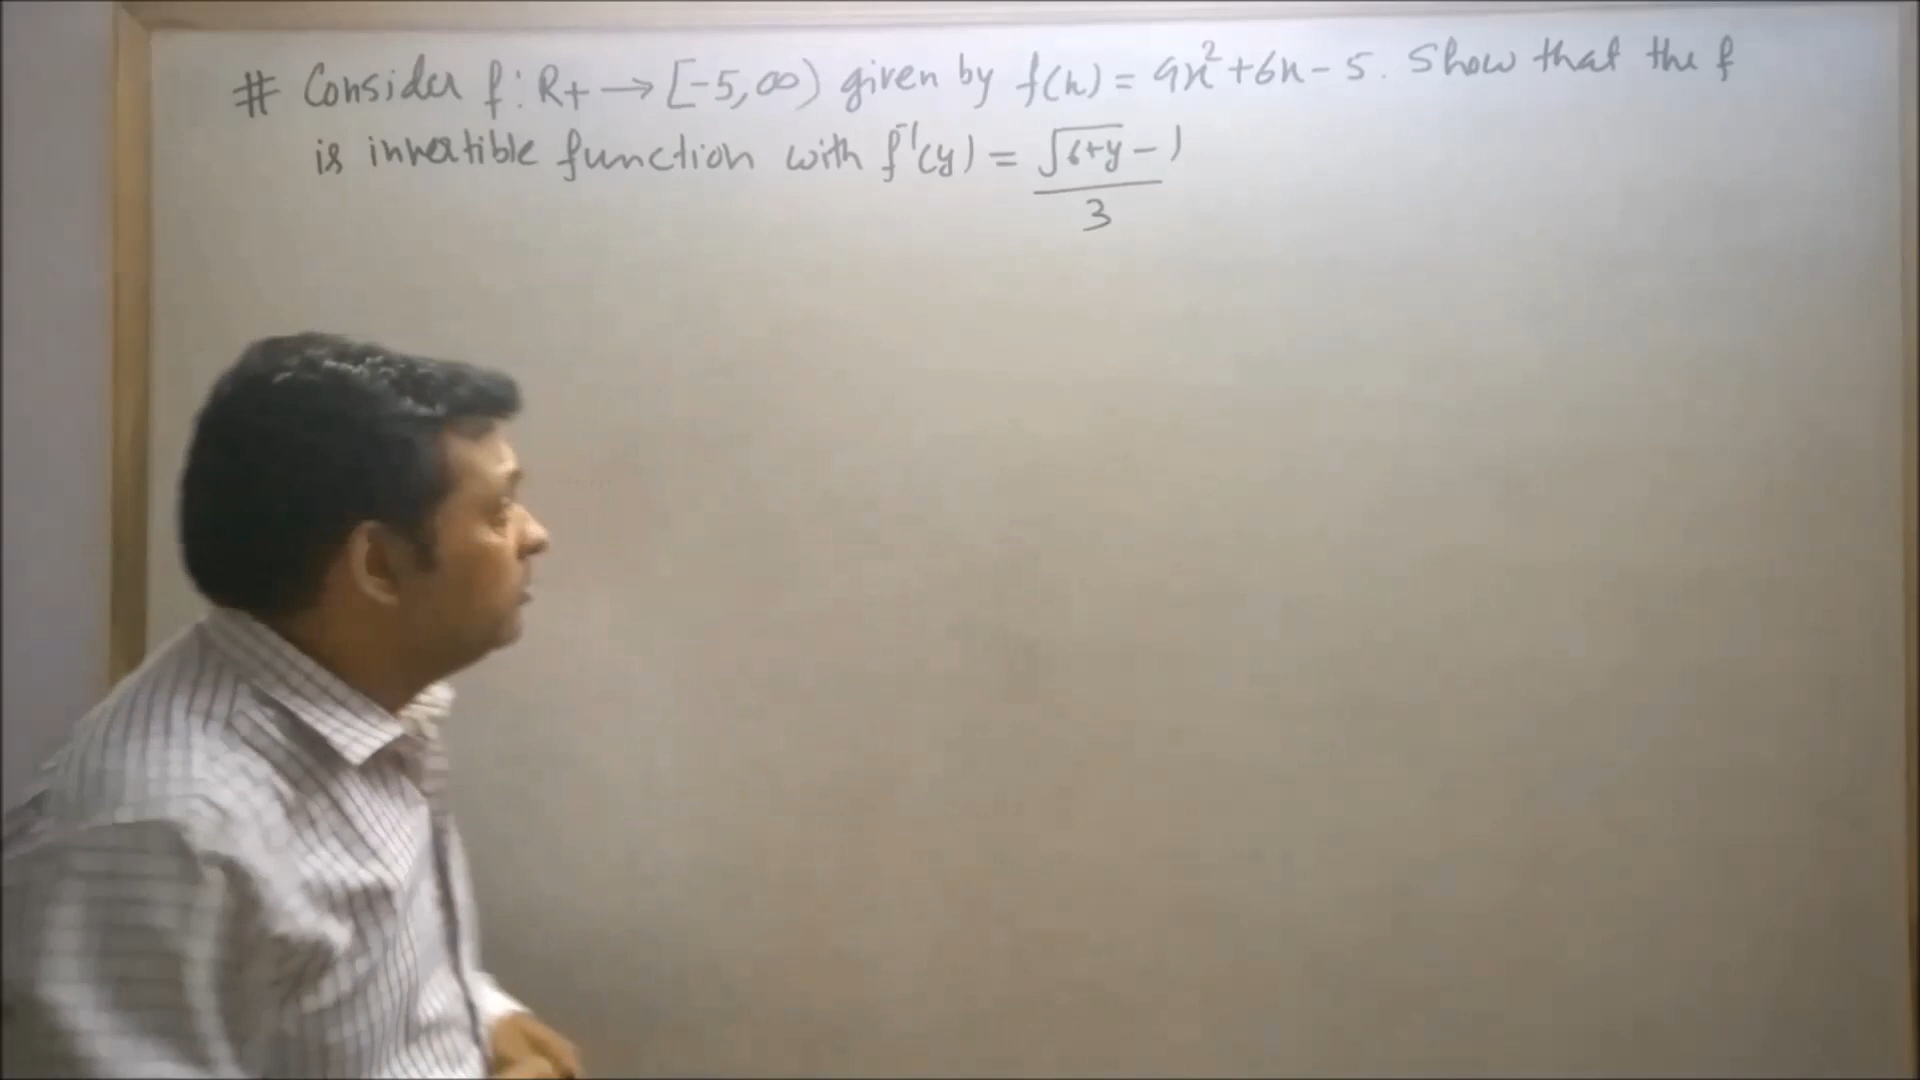 # Consider f: R+ → [-5, ∞) given by f(x) = 9x²+6x-5. Show that the f
is invertible function with f⁻¹(y) = √6+y - 1
3